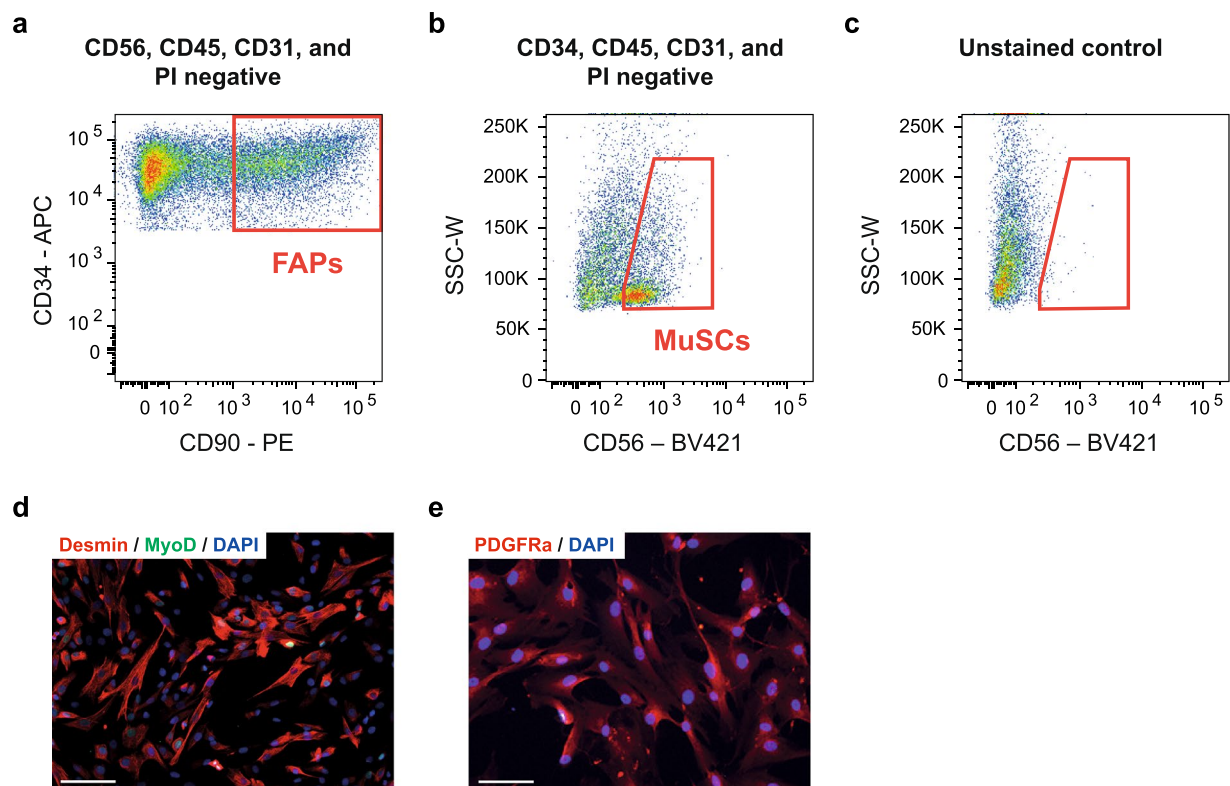 a
CD56, CD45, CD31, and
PI negative
CD34 - APC
10^5
10^4
10^3
10^2
0
FAPs
0 10^2 10^3 10^4 10^5
CD90 - PE
b
CD34, CD45, CD31, and
PI negative
SSC-W
250K
200K
150K
100K
50K
0
MuSCs
0 10^2 10^3 10^4 10^5
CD56 – BV421
c
Unstained control
SSC-W
250K
200K
150K
100K
50K
0
0 10^2 10^3 10^4 10^5
CD56 – BV421
d
Desmin / MyoD / DAPI
e
PDGFRa / DAPI